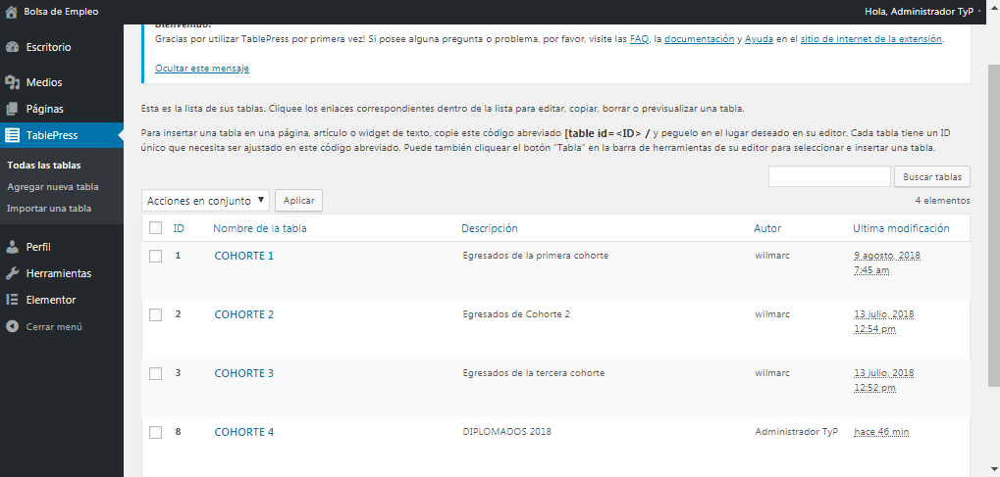 Bolsa de Empleo
Hola, Administrador TyP
Escritorio
Medios
Páginas
TablePress
Todas las tablas
Agregar nueva tabla
Importar una tabla
Perfil
Herramientas
Elementor
Cerrar menú
Bienvenido!
Gracias por utilizar TablePress por primera vez! Si posee alguna pregunta o problema, por favor, visite las FAQ, la documentación y Ayuda en el sitio de internet de la extensión.
Ocultar este mensaje
Esta es la lista de sus tablas. Cliquee los enlaces correspondientes dentro de la lista para editar, copiar, borrar o previsualizar una tabla.
Para insertar una tabla en una página, artículo o widget de texto, copie este código abreviado [table id=<ID> / y peguelo en el lugar deseado en su editor. Cada tabla tiene un ID
único que necesita ser ajustado en este código abreviado. Puede también cliquear el botón "Tabla" en la barra de herramientas de su editor para seleccionar e insertar una tabla.
Buscar tablas
Acciones en conjunto Aplicar
4 elementos
ID Nombre de la tabla Descripción Autor Ultima modificación
1 COHORTE 1 Egresados de la primera cohorte wilmarc 9 agosto, 2018
7:45 am
2 COHORTE 2 Egresados de Cohorte 2 wilmarc 13 julio, 2018
12:54 pm
3 COHORTE 3 Egresados de la tercera cohorte wilmarc 13 julio, 2018
12:52 pm
8 COHORTE 4 DIPLOMADOS 2018 Administrador TyP hace 46 min